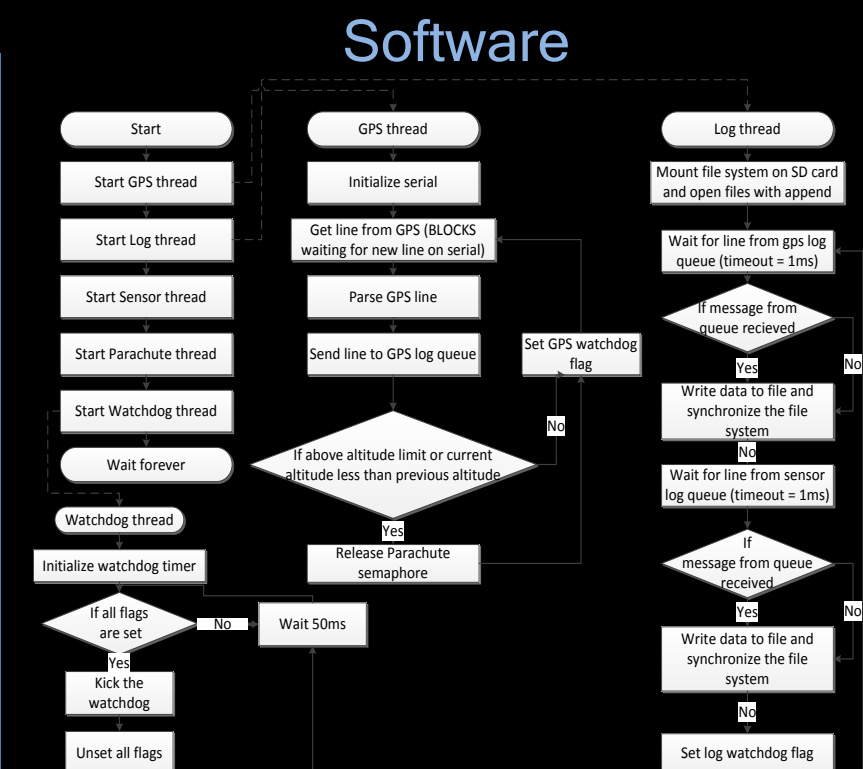 Software
Start
Start GPS thread
Start Log thread
Start Sensor thread
Start Parachute thread
Start Watchdog thread
Wait forever
Watchdog thread
Initialize watchdog timer
If all flags
are set
No
Wait 50ms
Yes
Kick the
watchdog
Unset all flags
GPS thread
Initialize serial
Get line from GPS (BLOCKS
waiting for new line on serial)
Parse GPS line
Send line to GPS log queue
Set GPS watchdog
flag
No
If above altitude limit or current
altitude less than previous altitude
Yes
Release Parachute
semaphore
Log thread
Mount file system on SD card
and open files with append
Wait for line from gps log
queue (timeout = 1ms)
If message from
queue recieved
Yes
No
Write data to file and
synchronize the file
system
No
Wait for line from sensor
log queue (timeout = 1ms)
If
message from queue
received
Yes
No
Write data to file and
synchronize the file
system
No
Set log watchdog flag